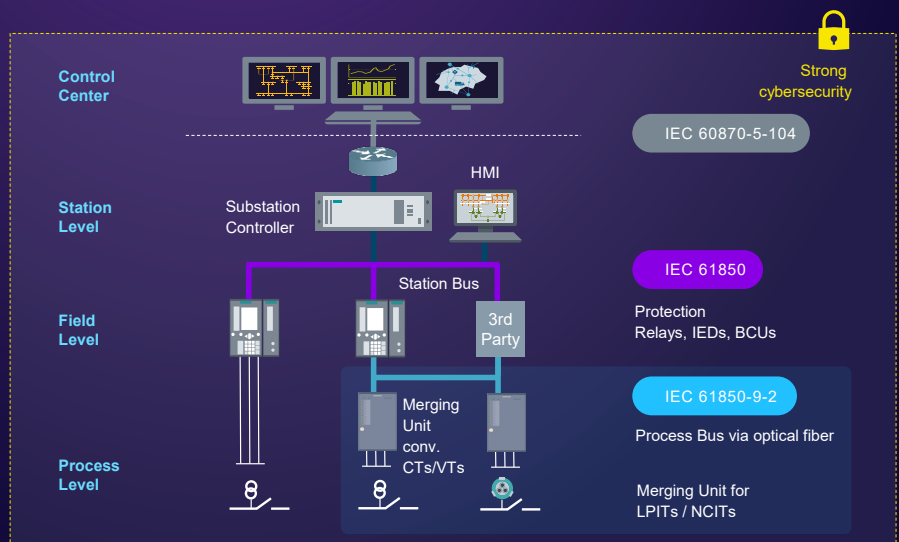 Control
Center
Strong
cybersecurity
IEC 60870-5-104
HMI
Station
Level
Substation
Controller
IEC 61850
Station Bus
Field
Level
3rd
Party
Protection
Relays, IEDs, BCUs
IEC 61850-9-2
Merging
Unit
conv.
CTs/VTs
Process Bus via optical fiber
Process
Level
Merging Unit for
LPITs / NCITs